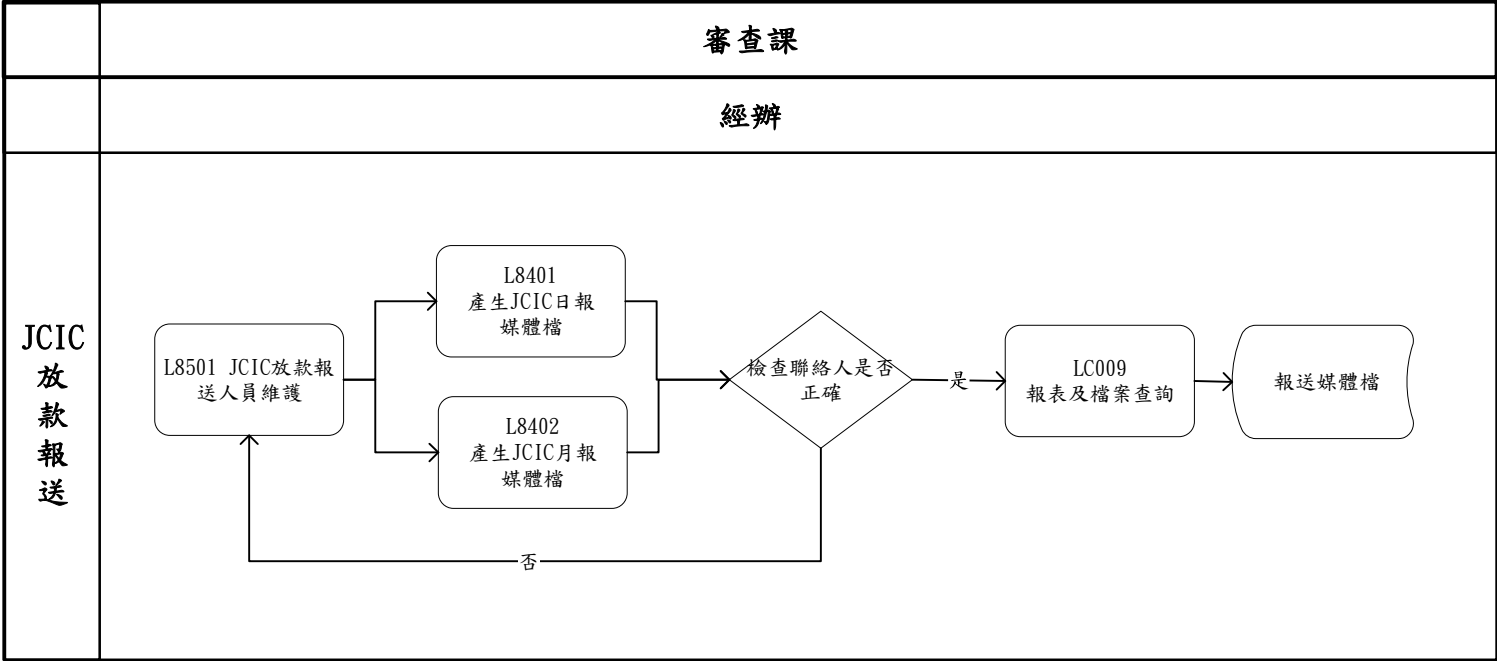 審查課
經辦
JCIC
放
款
報
送
L8501 JCIC放款報
送人員維護
L8401
產生JCIC日報
媒體檔
L8402
產生JCIC月報
媒體檔
檢查聯絡人是否
正確
是
否
LC009
報表及檔案查詢
報送媒體檔